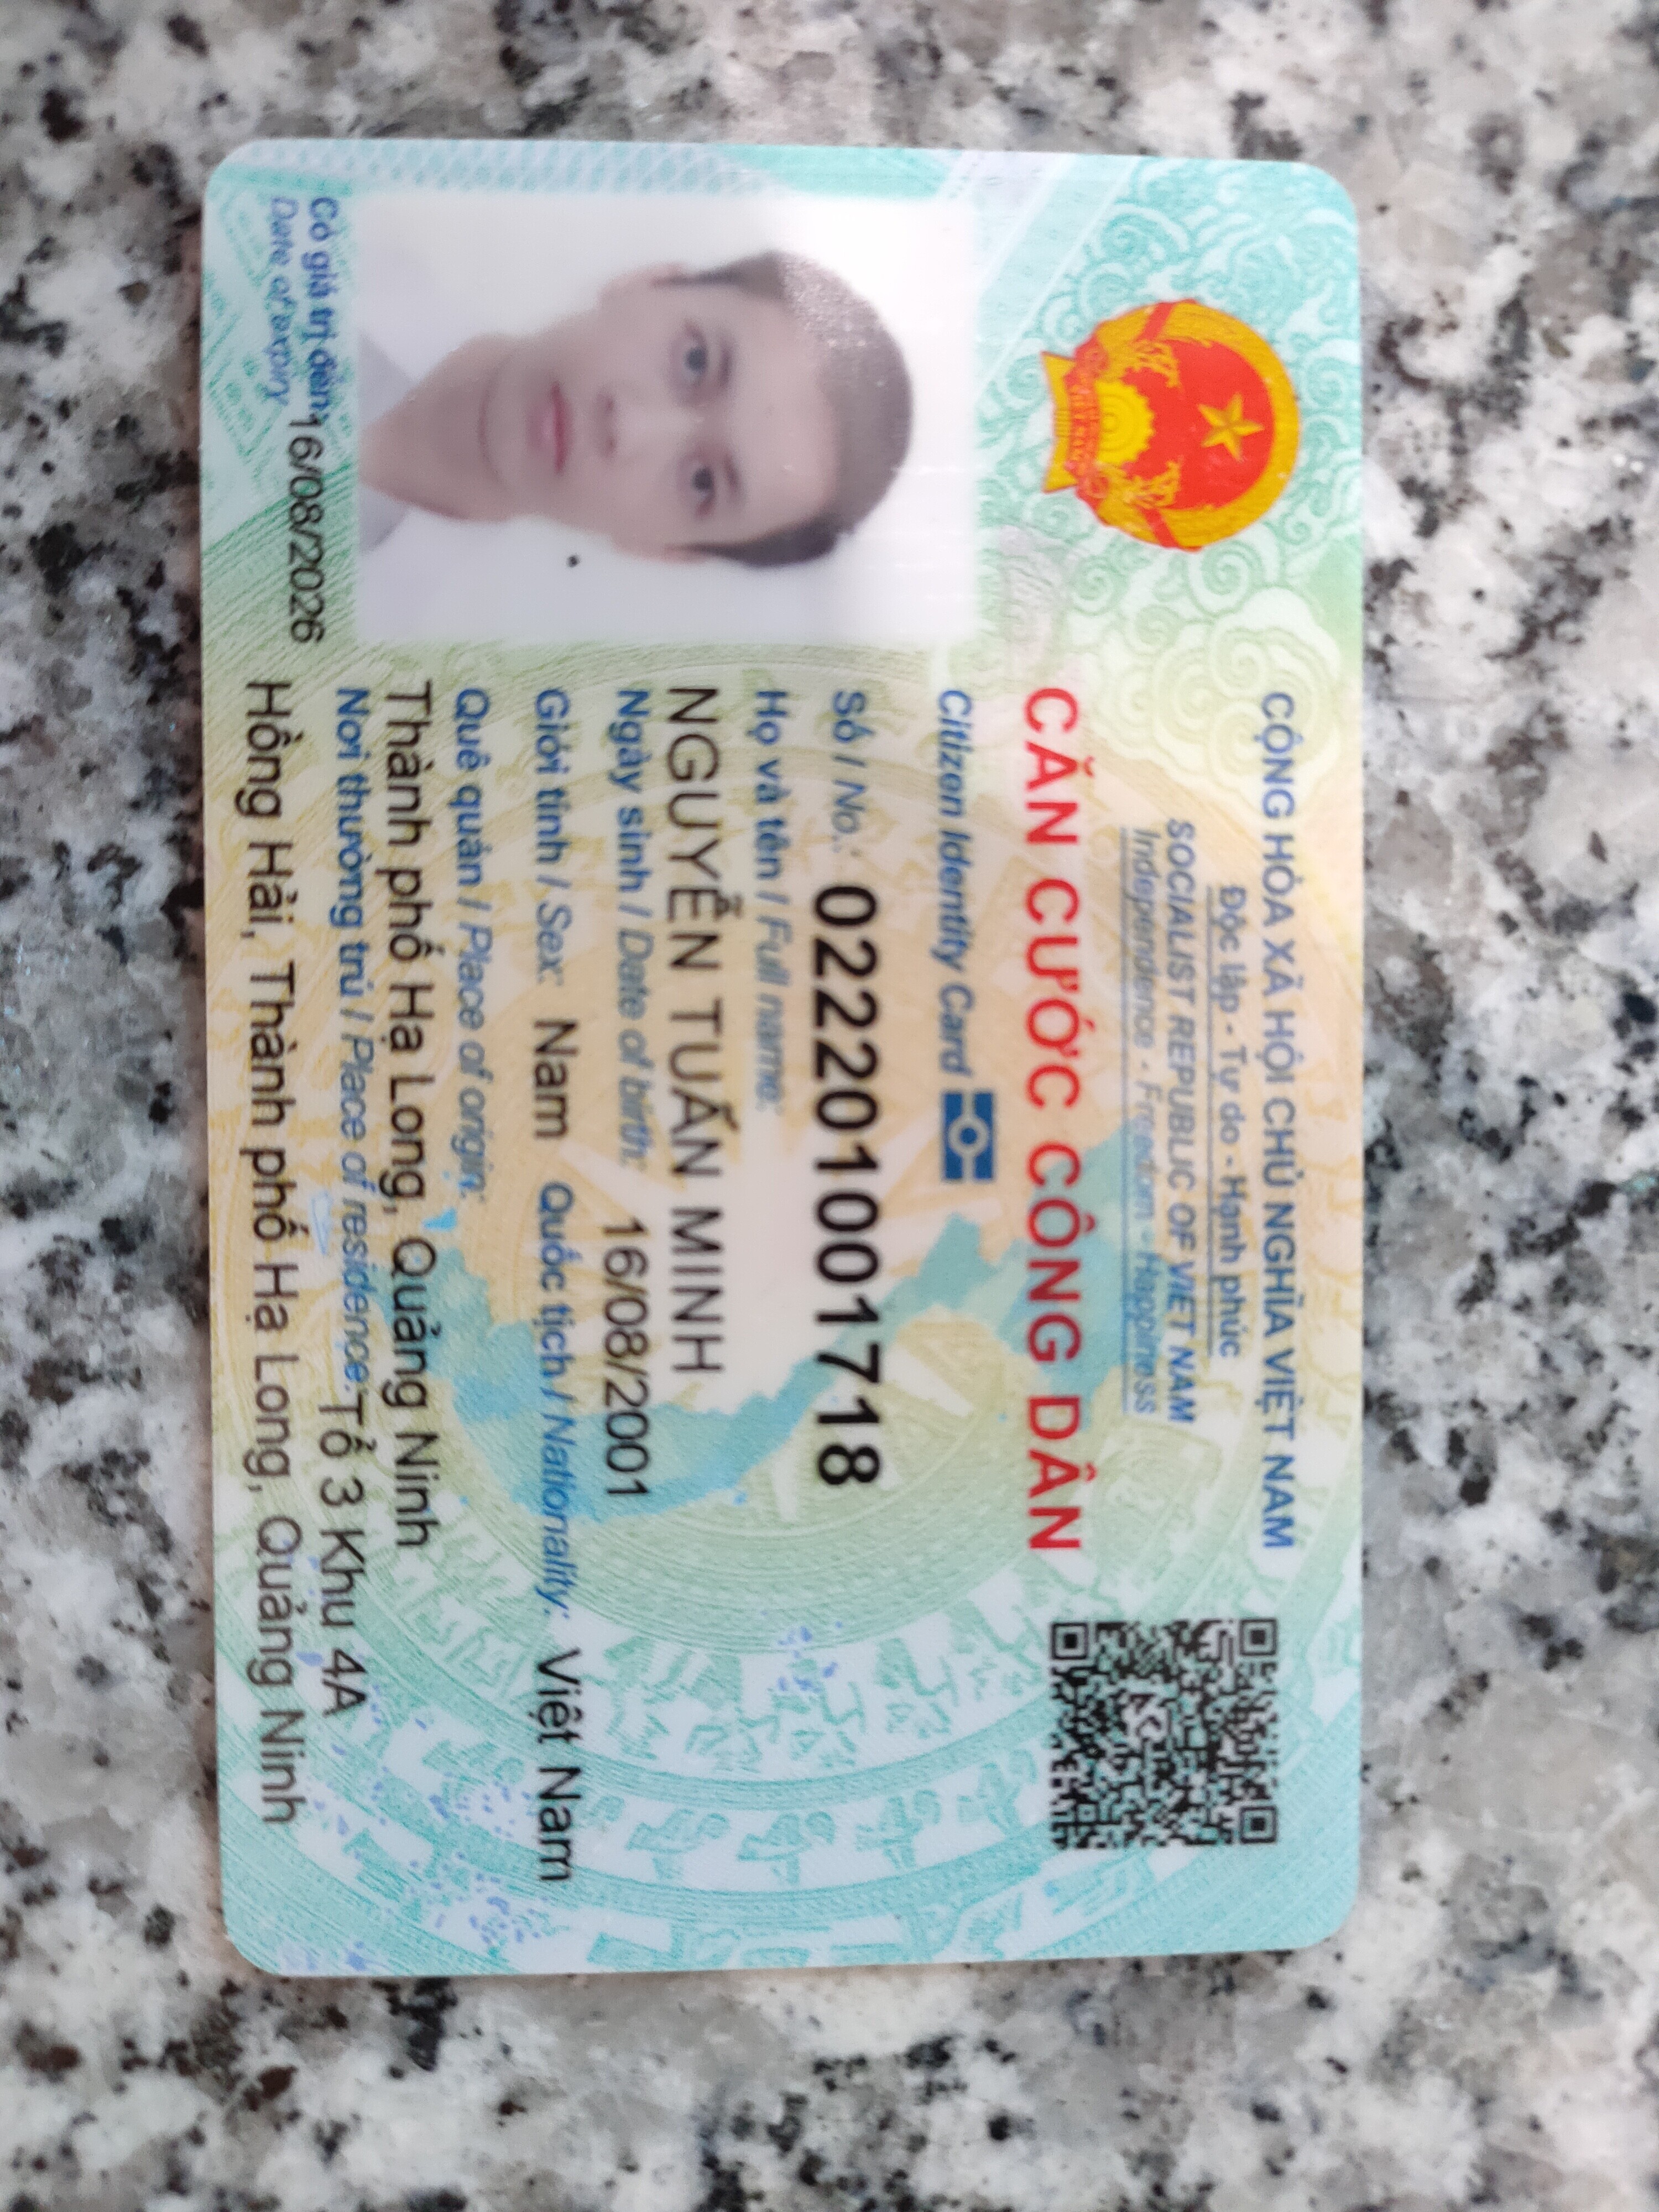 CỘNG HÒA XÃ HỘI CHỦ NGHĨA VIỆT NAM
Độc lập - Tự do - Hạnh phúc
SOCIALIST REPUBLIC OF VIET NAM
Independence - Freedom - Happiness
CĂN CƯỚC CÔNG DÂN
Citizen Identity Card
Số / No.: 022201001718
Họ và tên / Full name:
NGUYỄN TUẤN MINH
Ngày sinh / Date of birth: 16/08/2001
Giới tính / Sex: Nam Quốc tịch / Nationality: Việt Nam
Quê quán / Place of origin:
Thành phố Hạ Long, Quảng Ninh
Nơi thường trú / Place of residence: Tổ 3 Khu 4A
Hồng Hải, Thành phố Hạ Long, Quảng Ninh
Có giá trị đến: 16/08/2026
Date of expiry